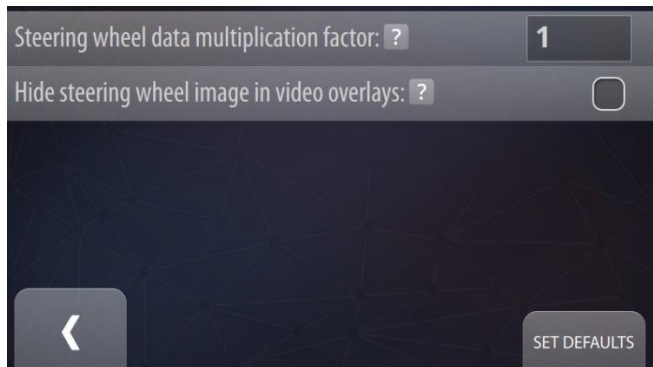 Steering wheel data multiplication factor: ? 1
Hide steering wheel image in video overlays: ?
SET DEFAULTS